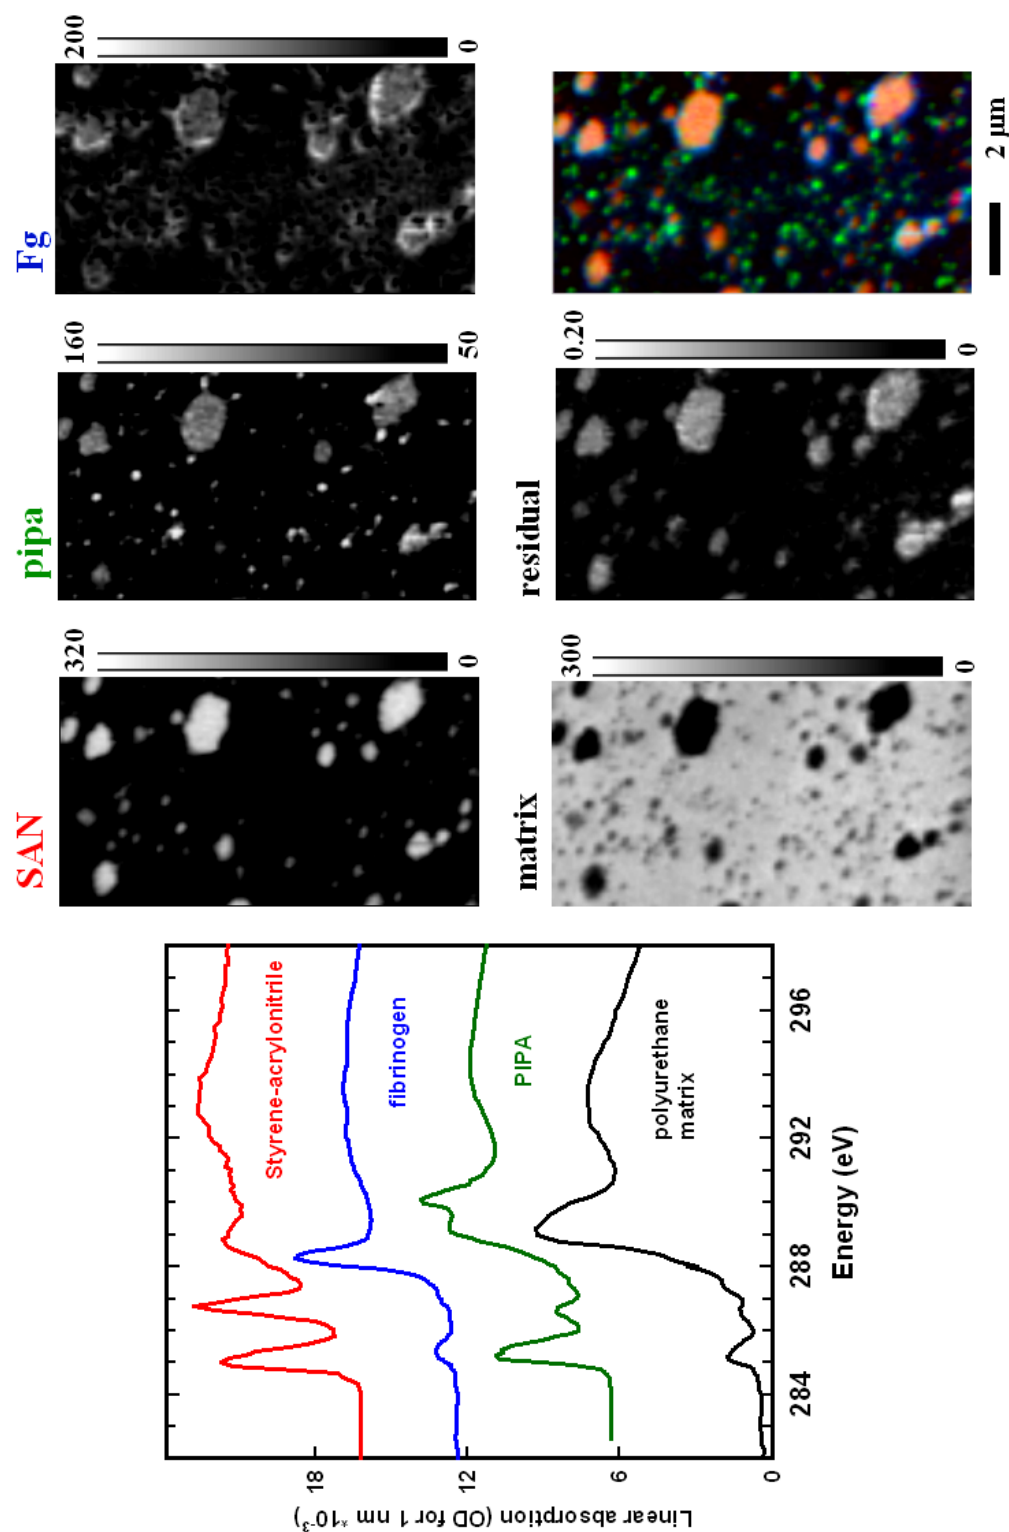 SAN
320
0
pipa
160
50
Fg
200
0
matrix
300
0
residual
0.20
0
2 µm
Styrene-acrylonitrile
fibrinogen
PIPA
polyurethane
matrix
18
12
6
0
284
288
292
296
Energy (eV)
Linear absorption (OD for 1 nm *10-3)